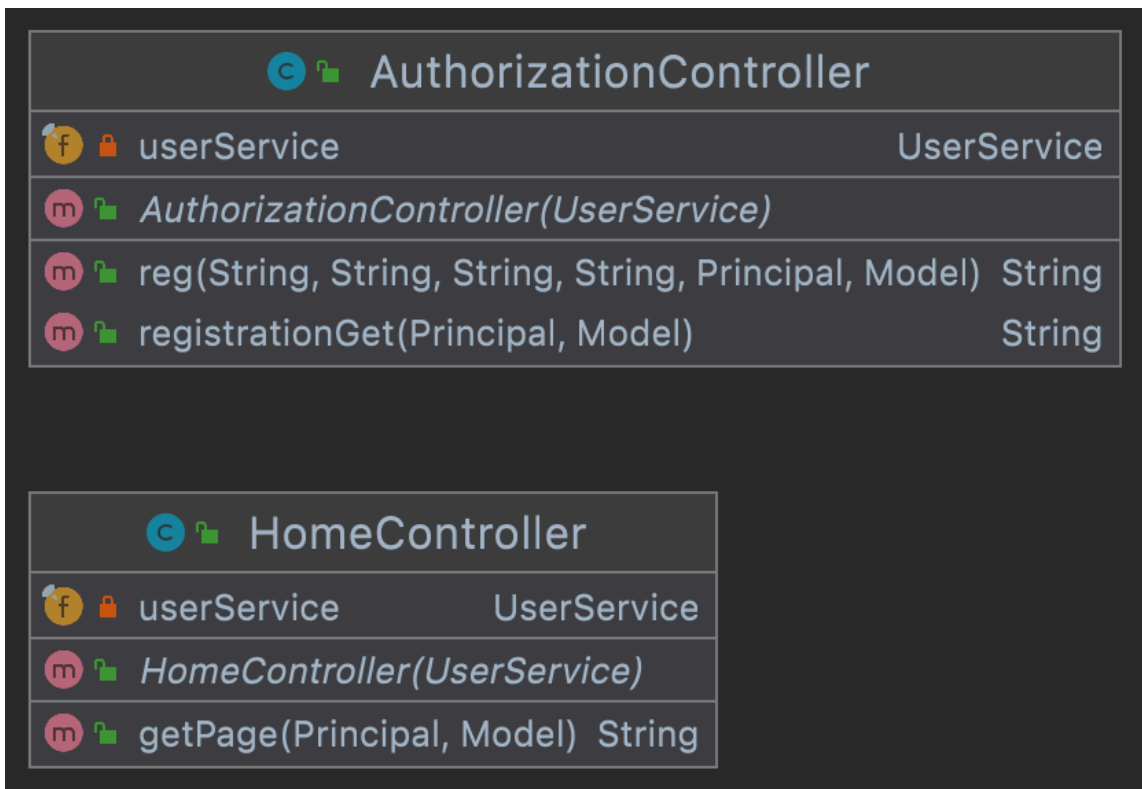 AuthorizationController
userService UserService
AuthorizationController(UserService)
reg(String, String, String, String, Principal, Model) String
registrationGet(Principal, Model) String
HomeController
userService UserService
HomeController(UserService)
getPage(Principal, Model) String